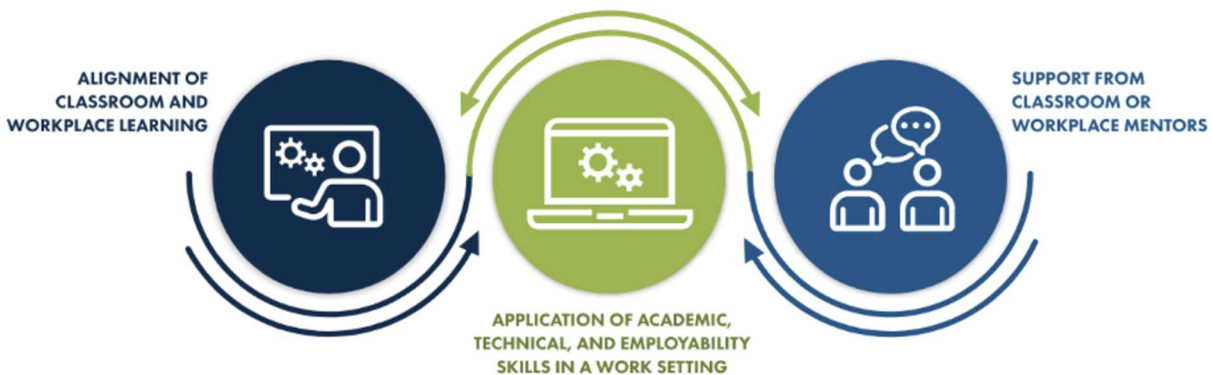 ALIGNMENT OF
CLASSROOM AND
WORKPLACE LEARNING
APPLICATION OF ACADEMIC,
TECHNICAL, AND EMPLOYABILITY
SKILLS IN A WORK SETTING
SUPPORT FROM
CLASSROOM OR
WORKPLACE MENTORS